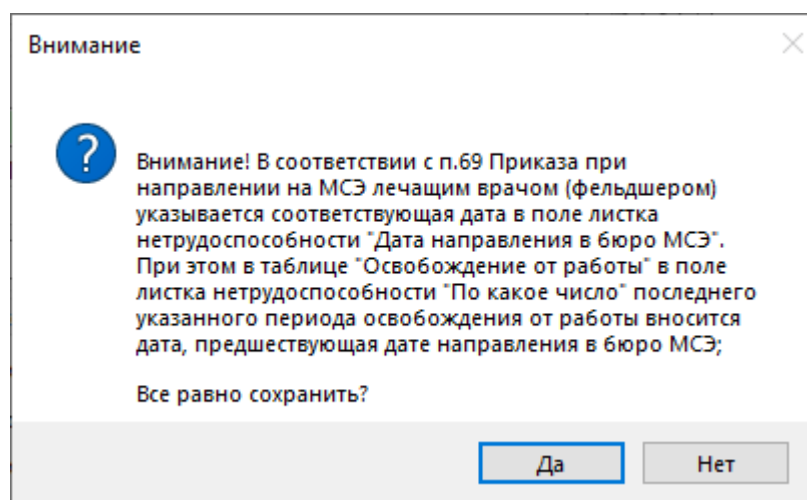 Внимание
Внимание! В соответствии с п.69 Приказа при
направлении на МСЭ лечащим врачом (фельдшером)
указывается соответствующая дата в поле листка
нетрудоспособности "Дата направления в бюро МСЭ".
При этом в таблице "Освобождение от работы" в поле
листка нетрудоспособности "По какое число" последнего
указанного периода освобождения от работы вносится
дата, предшествующая дате направления в бюро МСЭ;
Все равно сохранить?
Да
Нет